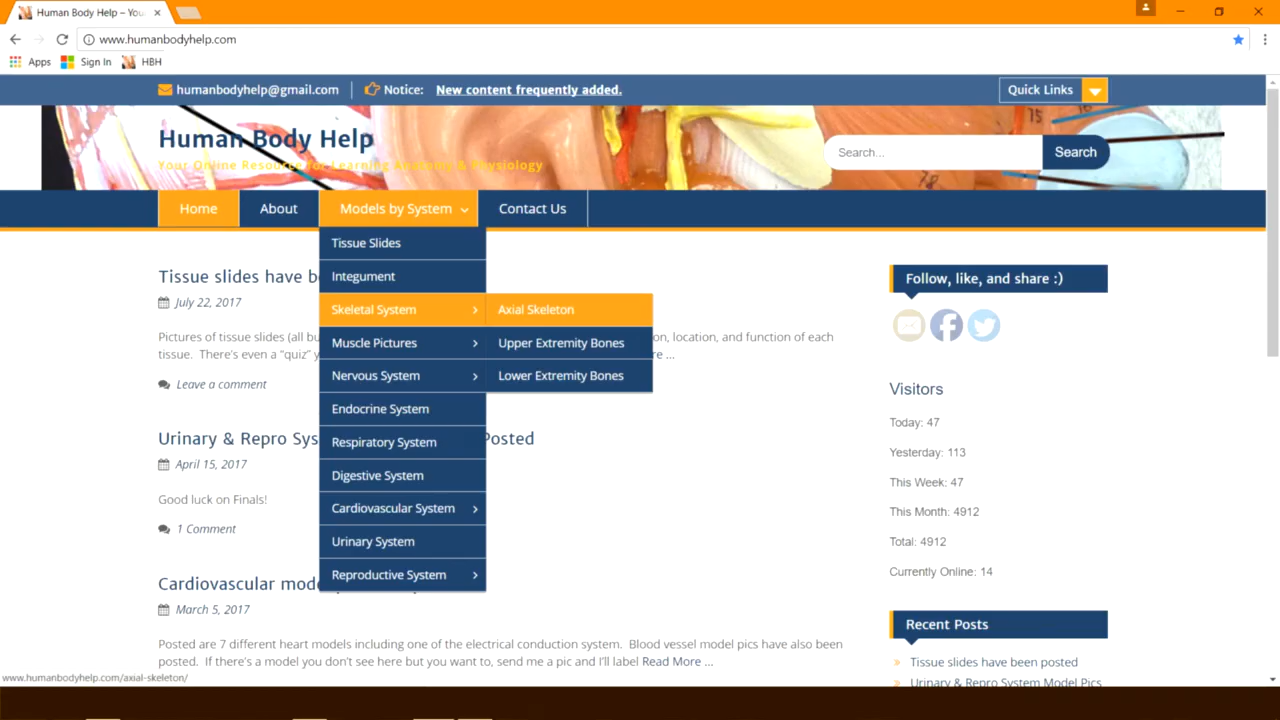 Human Body Help – You
www.humanbodyhelp.com
Apps Sign In HBH
humanbodyhelp@gmail.com Notice: New content frequently added. Quick Links
Human Body Help
Your Online Resource for Learning Anatomy & Physiology
Search... Search
Home About Models by System Contact Us
Tissue Slides
Integument
Skeletal System Axial Skeleton
Muscle Pictures Upper Extremity Bones
Nervous System Lower Extremity Bones
Endocrine System
Respiratory System
Digestive System
Cardiovascular System
Urinary System
Reproductive System
Tissue slides have
July 22, 2017
Pictures of tissue slides (all location, and function of each
tissue. There's even a "quiz"
Leave a comment
Urinary & Repro Posted
April 15, 2017
Good luck on Finals!
1 Comment
Cardiovascular
March 5, 2017
Posted are 7 different heart models including one of the electrical conduction system. Blood vessel model pics have also been
posted. If there's a model you don't see here but you want to, send me a pic and I'll label Read More ...
Follow, like, and share :)
Visitors
Today: 47
Yesterday: 113
This Week: 47
This Month: 4912
Total: 4912
Currently Online: 14
Recent Posts
Tissue slides have been posted
Urinary & Repro System Model Pics
www.humanbodyhelp.com/axial-skeleton/